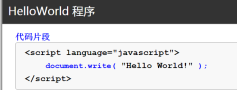 HelloWorld 程序
代码片段
<script language="javascript">
document.write( "Hello World!" );
</script>